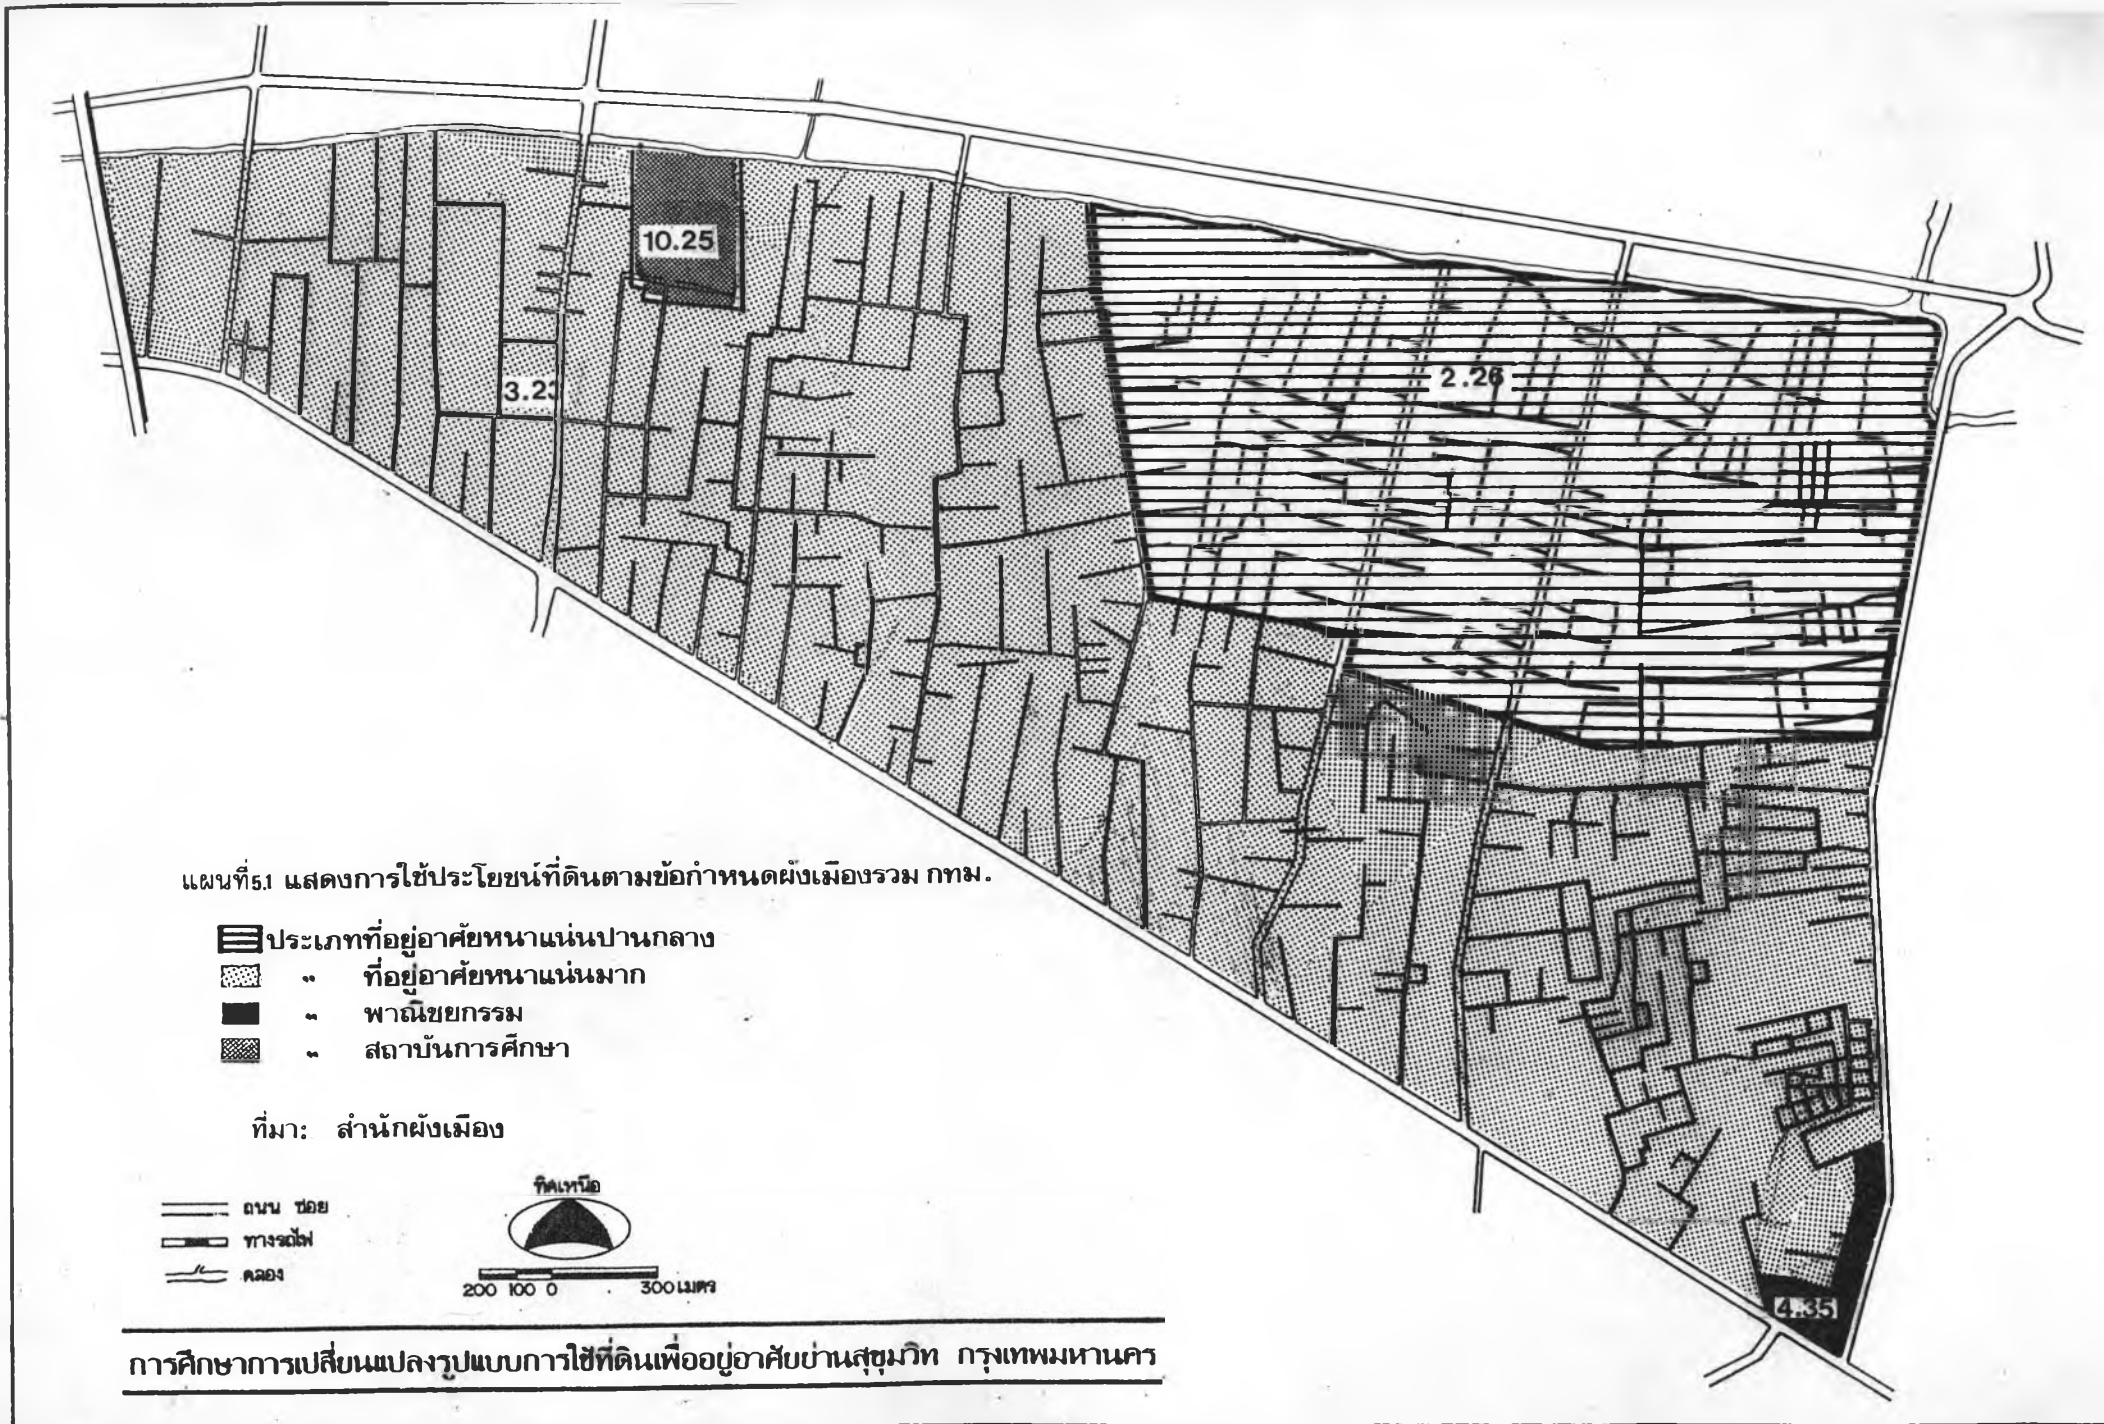 10.25
3.23
2.26
แผนที่5.1 แสดงการใช้ประโยชน์ที่ดินตามข้อกำหนดผังเมืองรวม กทม.
ประเภทที่อยู่อาศัยหนาแน่นปานกลาง
" ที่อยู่อาศัยหนาแน่นมาก
" พาณิชยกรรม
" สถาบันการศึกษา
ที่มา: สำนักผังเมือง
ถนน ซอย
ทางรถไฟ
คลอง
ทิศเหนือ
200 100 0 300 เมตร
4.35
การศึกษาการเปลี่ยนแปลงรูปแบบการใช้ที่ดินเพื่ออยู่อาศัยย่านสุขุมวิท กรุงเทพมหานคร